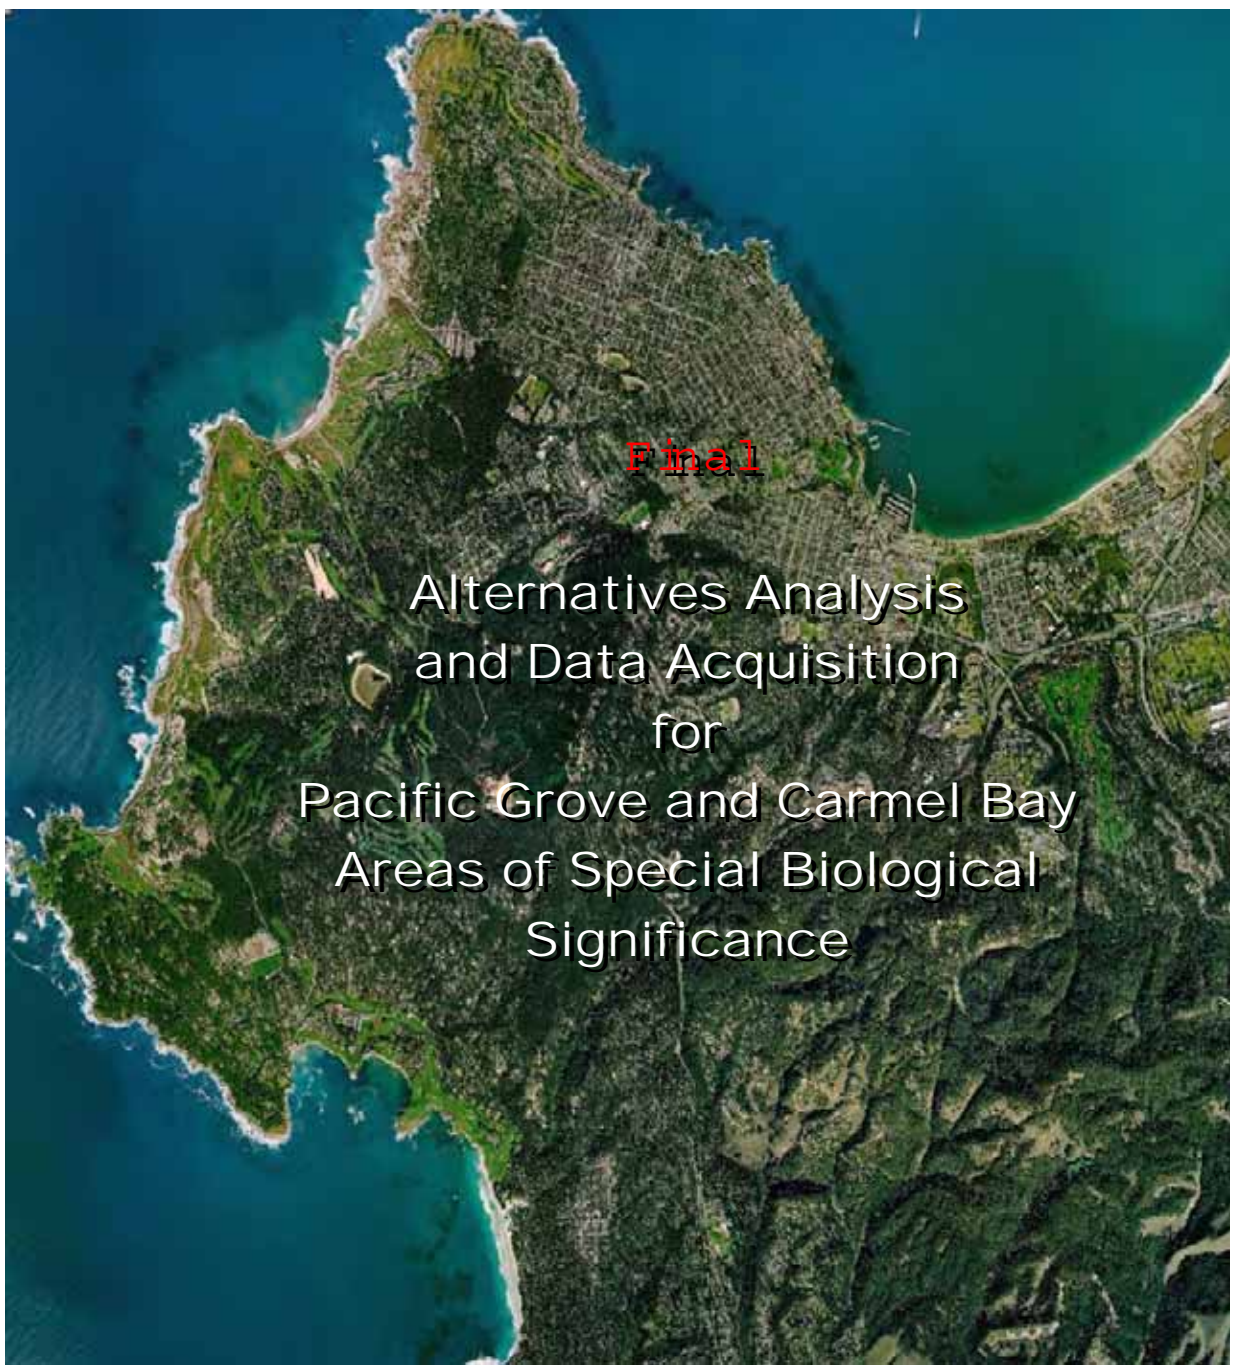 Final
Alternatives Analysis
and Data Acquisition
for
Pacific Grove and Carmel Bay
Areas of Special Biological
Significance